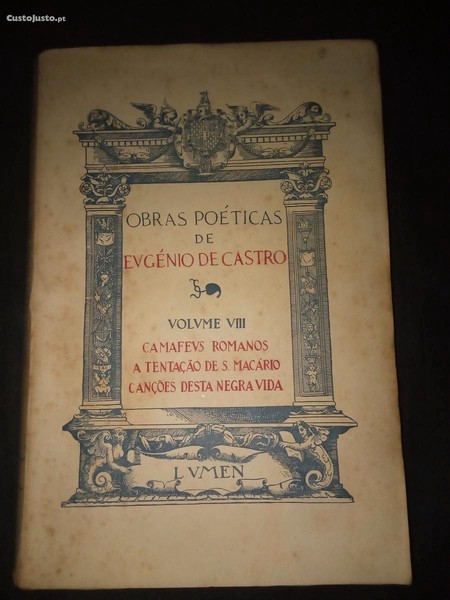 CustoJusto.pt
OBRAS POÉTICAS
DE
EVGÉNIO DE CASTRO
VOLVME VIII
CAMAFEVS ROMANOS
A TENTAÇÃO DE S. MACÁRIO
CANÇÕES DESTA NEGRA VIDA
LVMEN